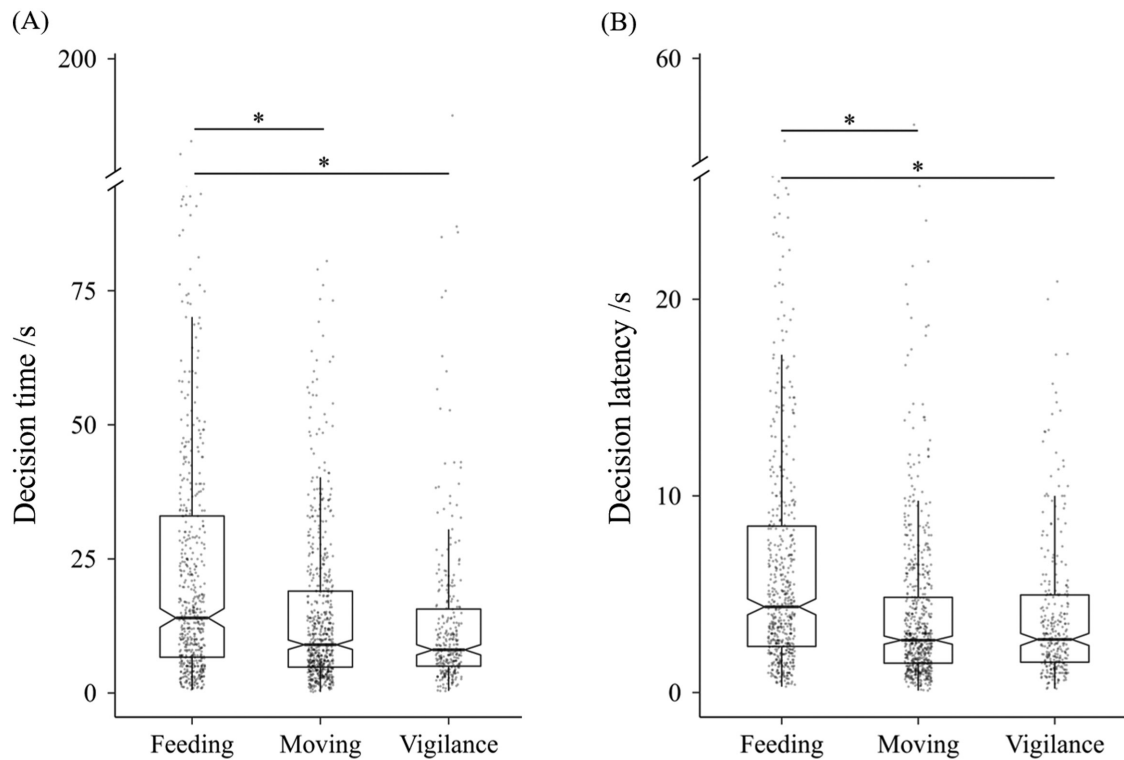 (A)
Decision time /s
200
75
50
25
0
*
*
Feeding Moving Vigilance
(B)
Decision latency /s
60
20
10
0
*
*
Feeding Moving Vigilance